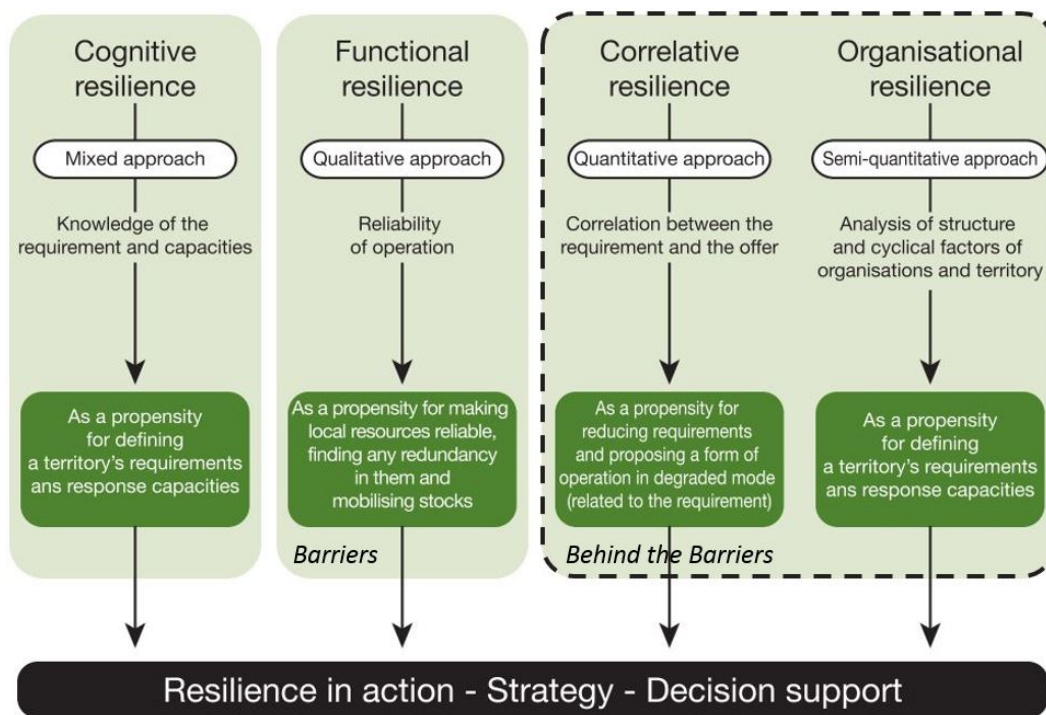 Cognitive
resilience
Mixed approach
Knowledge of the
requirement and capacities
As a propensity
for defining
a territory's requirements
ans response capacities
Functional
resilience
Qualitative approach
Reliability
of operation
As a propensity for making
local resources reliable,
finding any redundancy
in them and
mobilising stocks
Barriers
Correlative
resilience
Quantitative approach
Correlation between the
requirement and the offer
As a propensity for
reducing requirements
and proposing a form of
operation in degraded mode
(related to the requirement)
Behind the Barriers
Organisational
resilience
Semi-quantitative approach
Analysis of structure
and cyclical factors of
organisations and territory
As a propensity
for defining
a territory's requirements
ans response capacities
Resilience in action - Strategy - Decision support